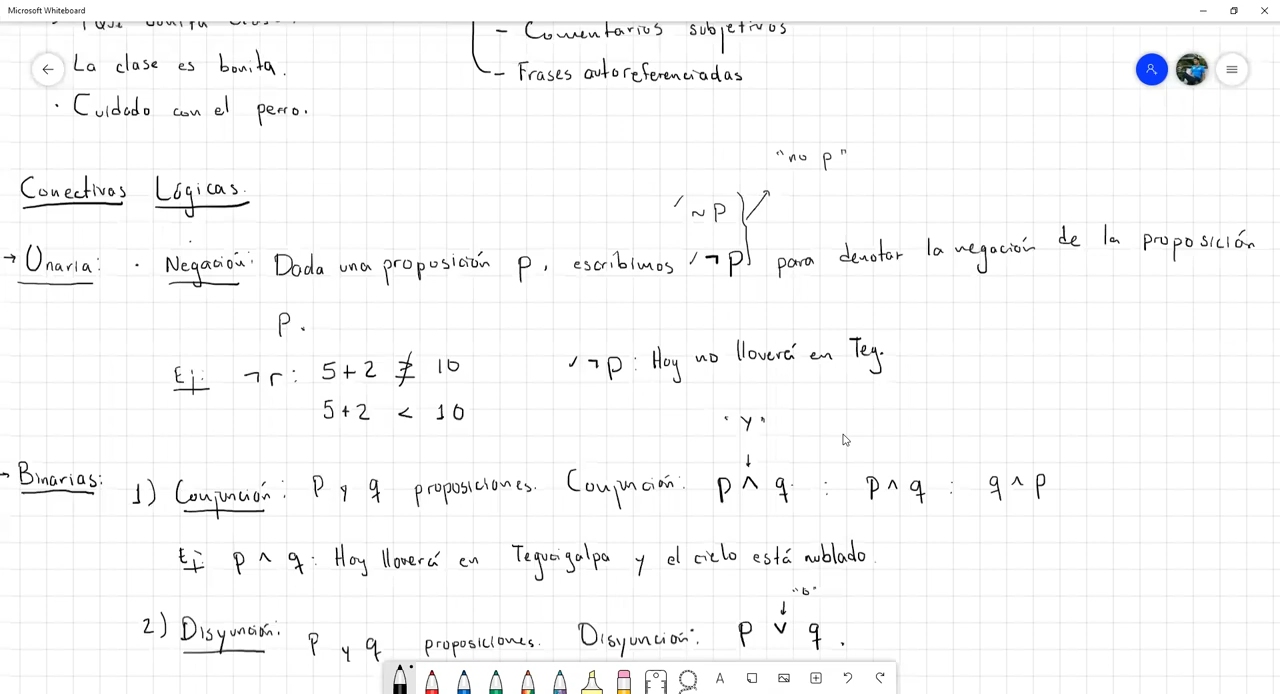 Microsoft Whiteboard
- Comentarios subjetivos
La clase es bonita.
- Frases autoreferenciadas
· Cuidado con el perro.
"no p"
Conectivas Lógicas.
~ p
→ Unaria: · Negación: Dada una proposición p, escribimos ¬ p para denotar la negación de la proposición
p.
Ej: ¬ r: 5+2 ≱ 10 ¬ p: Hoy no lloverá en Teg.
5+2 < 10
"y"
→ Binarias: 1) Conjunción: p y q proposiciones. Conjunción: p ∧ q : p ∧ q : q ∧ p
Ej: p ∧ q: Hoy lloverá en Tegucigalpa y el cielo está nublado.
"o"
2) Disyunción: p y q proposiciones. Disyunción: p ∨ q.